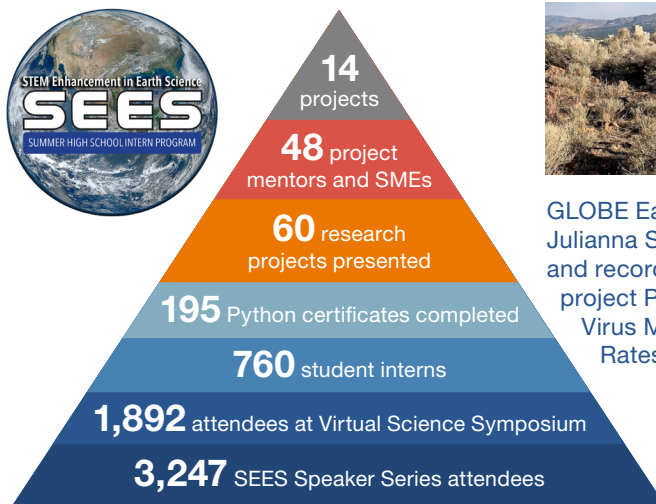 STEM Enhancement in Earth Science
SEES
SUMMER HIGH SCHOOL INTERN PROGRAM
14
projects
48 project
mentors and SMEs
60 research
projects presented
195 Python certificates completed
760 student interns
1,892 attendees at Virtual Science Symposium
3,247 SEES Speaker Series attendees
GLOBE Ea
Julianna S
and recor
project P
Virus M
Rates